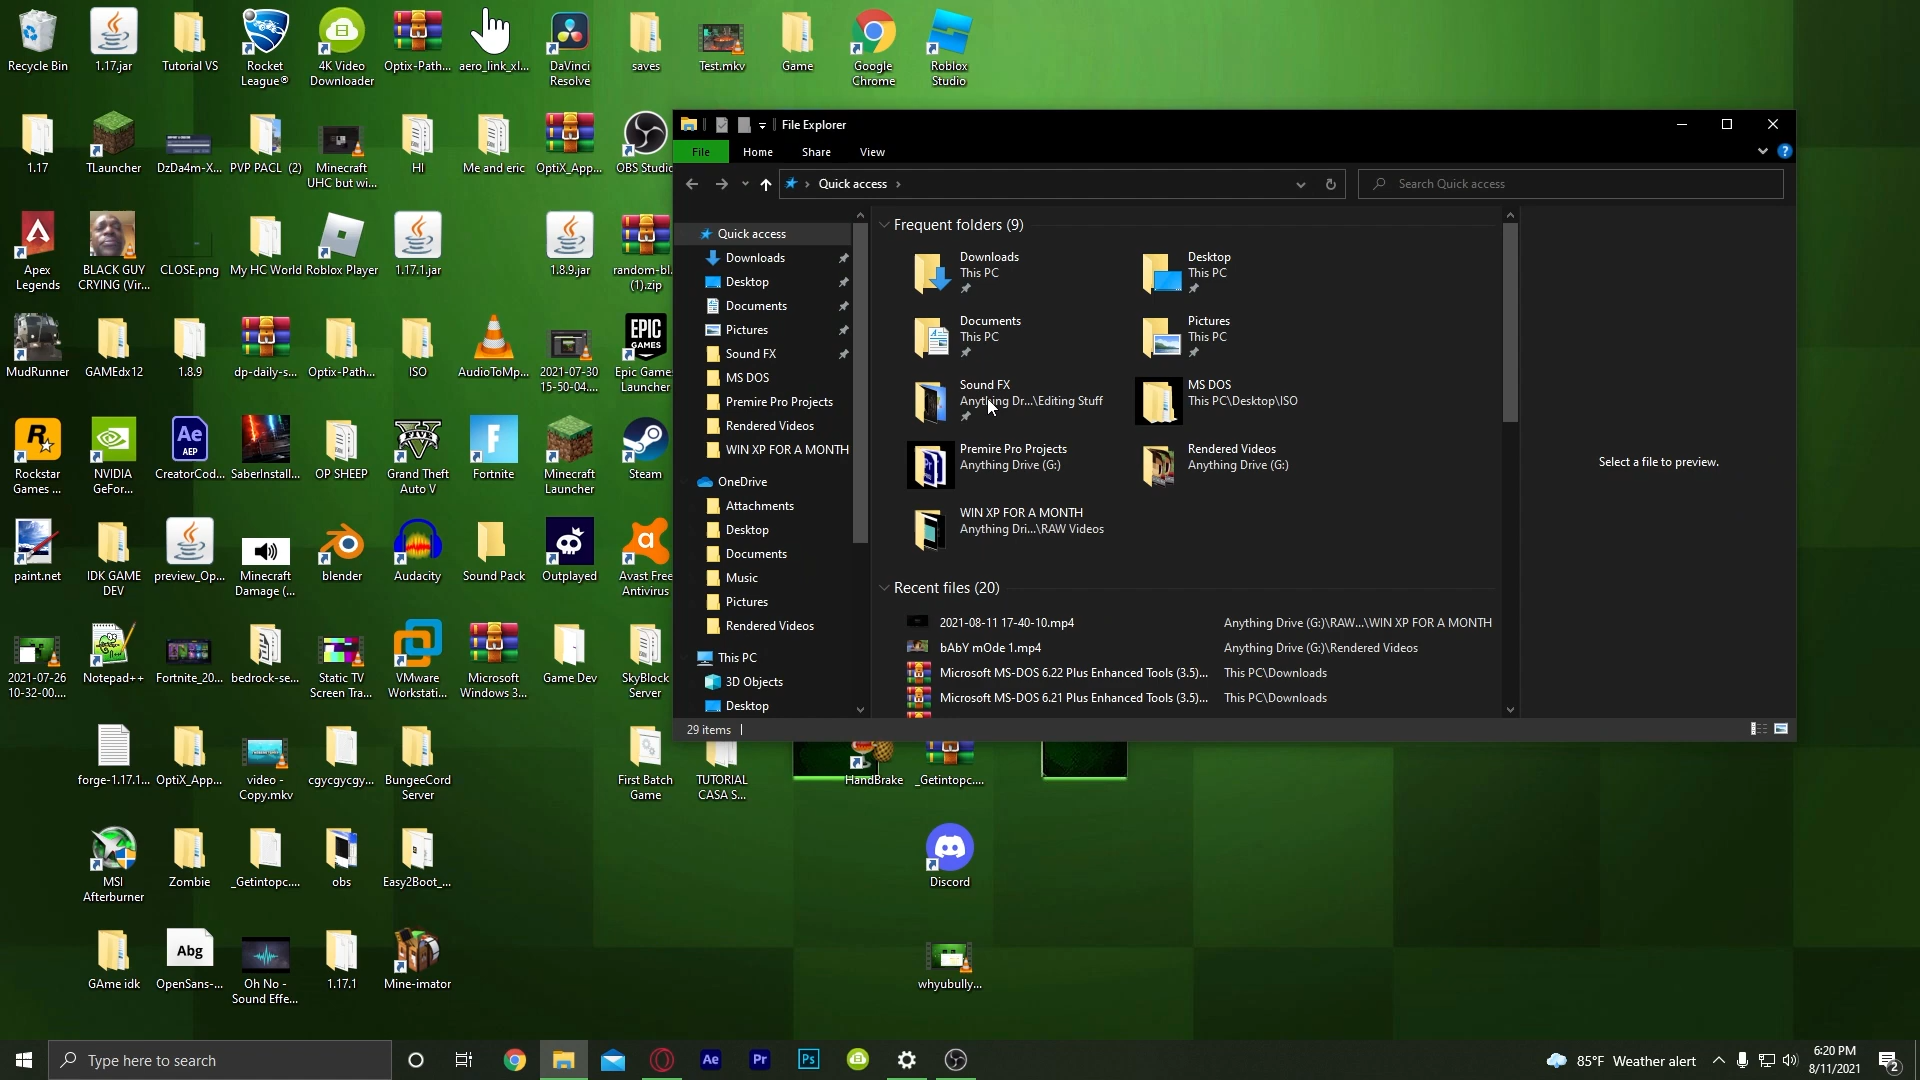 Recycle Bin
1.17.jar
Tutorial VS
Rocket
League®
4K Video
Downloader
Optix-Path...
aero_link_xl...
DaVinci
Resolve
saves
Test.mkv
Game
Google
Chrome
Roblox
Studio
1.17
TLauncher
DzDa4m-X...
PVP PACL (2)
Minecraft
UHC but wi...
HI
Me and eric
OptiX_App...
OBS Studio
Apex
Legends
BLACK GUY
CRYING (Vir...
CLOSE.png
My HC World
Roblox Player
1.17.1.jar
1.8.9.jar
random-bl...
(1).zip
MudRunner
GAMEdx12
1.8.9
dp-daily-s...
Optix-Path...
ISO
AudioToMp...
2021-07-30
15-50-04....
EPIC
GAMES
Epic Games
Launcher
Rockstar
Games ...
NVIDIA
GeFor...
Ae
AEP
CreatorCod...
SaberInstall...
OP SHEEP
Grand Theft
Auto V
Fortnite
Minecraft
Launcher
Steam
paint.net
IDK GAME
DEV
preview_Op...
Minecraft
Damage (...
blender
Audacity
Sound Pack
Outplayed
Avast Free
Antivirus
2021-07-26
10-32-00....
Notepad++
Fortnite_20...
bedrock-se...
Static TV
Screen Tra...
VMware
Workstati...
Microsoft
Windows 3...
Game Dev
SkyBlock
Server
forge-1.17.1...
OptiX_App...
video -
Copy.mkv
cgycgycgy...
BungeeCord
Server
First Batch
Game
TUTORIAL
CASA S...
HandBrake
_Getintopc....
MSI
Afterburner
Zombie
_Getintopc....
obs
Easy2Boot_...
Discord
GAme idk
Abg
OpenSans-...
Oh No -
Sound Effe...
1.17.1
Mine-imator
whyubully...
File Explorer
File
Home
Share
View
Quick access
Search Quick access
Quick access
Downloads
Desktop
Documents
Pictures
Sound FX
MS DOS
Premire Pro Projects
Rendered Videos
WIN XP FOR A MONTH
OneDrive
Attachments
Desktop
Documents
Music
Pictures
Rendered Videos
This PC
3D Objects
Desktop
Frequent folders (9)
Downloads
This PC
Desktop
This PC
Documents
This PC
Pictures
This PC
Sound FX
Anything Dr...\Editing Stuff
MS DOS
This PC\Desktop\ISO
Premire Pro Projects
Anything Drive (G:)
Rendered Videos
Anything Drive (G:)
WIN XP FOR A MONTH
Anything Dri...\RAW Videos
Recent files (20)
2021-08-11 17-40-10.mp4 Anything Drive (G:)\RAW...\WIN XP FOR A MONTH
bAbY mOde 1.mp4 Anything Drive (G:)\Rendered Videos
Microsoft MS-DOS 6.22 Plus Enhanced Tools (3.5)... This PC\Downloads
Microsoft MS-DOS 6.21 Plus Enhanced Tools (3.5)... This PC\Downloads
Select a file to preview.
29 items
Type here to search
Ae
Pr
Ps
85°F Weather alert
6:20 PM
8/11/2021
2